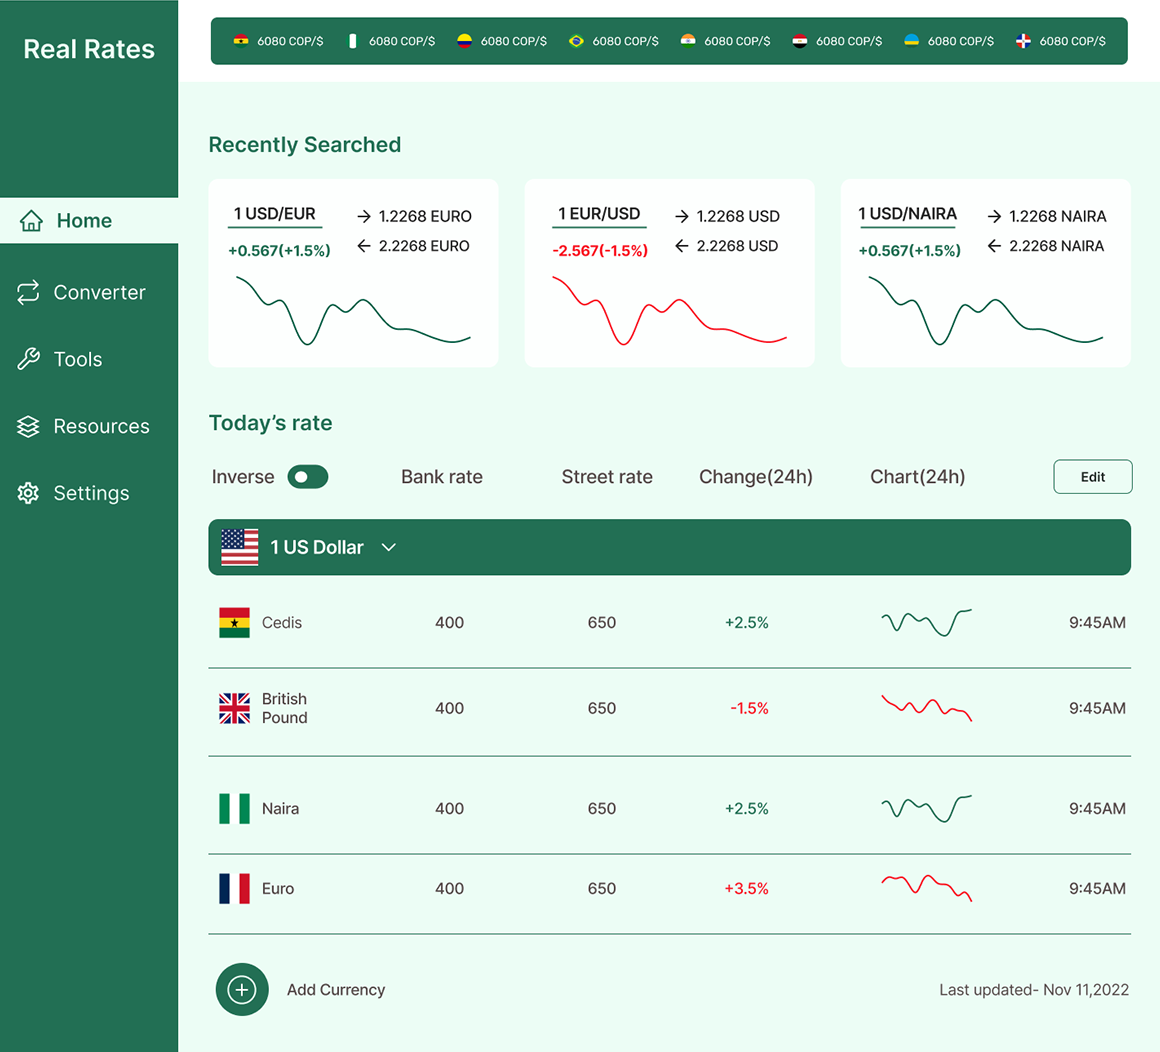 Real Rates
6080 COP/$ 6080 COP/$ 6080 COP/$ 6080 COP/$ 6080 COP/$ 6080 COP/$ 6080 COP/$ 6080 COP/$
Home
Converter
Tools
Resources
Settings
Recently Searched
1 USD/EUR
+0.567(+1.5%)
→ 1.2268 EURO
← 2.2268 EURO
1 EUR/USD
-2.567(-1.5%)
→ 1.2268 USD
← 2.2268 USD
1 USD/NAIRA
+0.567(+1.5%)
→ 1.2268 NAIRA
← 2.2268 NAIRA
Today’s rate
Inverse Bank rate Street rate Change(24h) Chart(24h) Edit
1 US Dollar
Cedis 400 650 +2.5% 9:45AM
British
Pound 400 650 -1.5% 9:45AM
Naira 400 650 +2.5% 9:45AM
Euro 400 650 +3.5% 9:45AM
Add Currency Last updated- Nov 11,2022